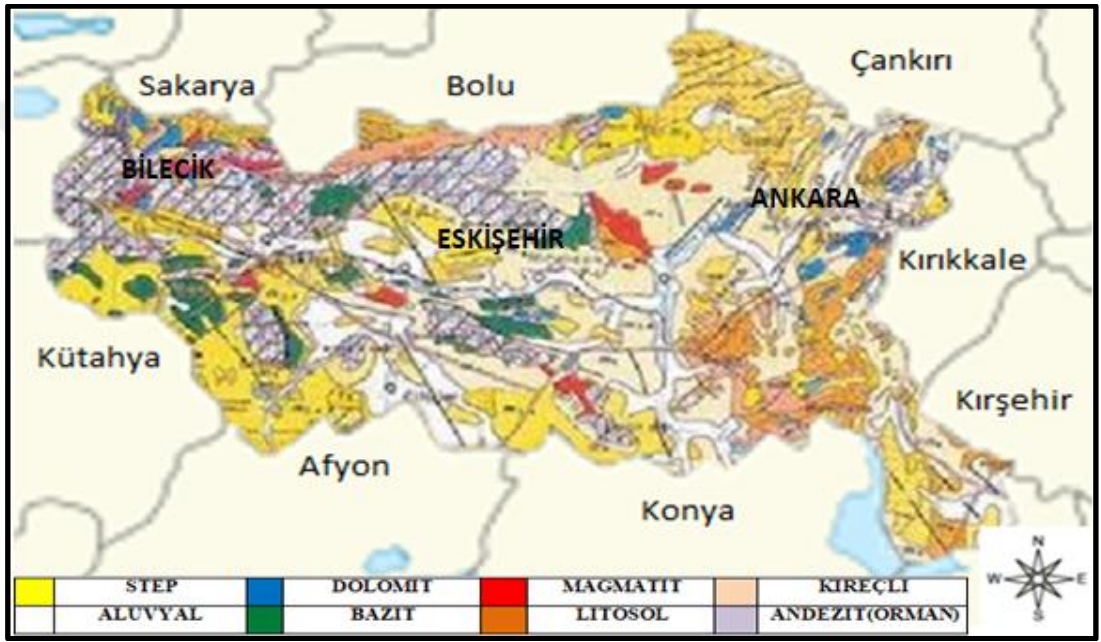 Sakarya
Bolu
Çankırı
BİLECİK
ANKARA
ESKİŞEHİR
Kırıkkale
Kütahya
Kırşehir
Afyon
Konya
N
W E
S
STEP DOLOMIT MAGMATIT KIREÇLI
ALUVYAL BAZIT LITOSOL ANDEZIT(ORMAN)